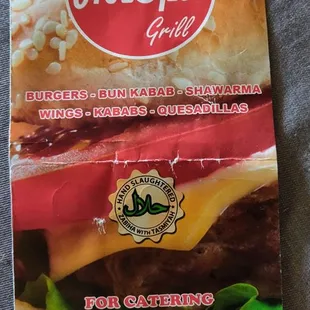 Grill
BURGERS - BUN KABAB - SHAWARMA
WINGS - KABABS - QUESADILLAS
HAND SLAUGHTERED
حلال
ZABIHA WITH TASMIYAH
FOR CATERING